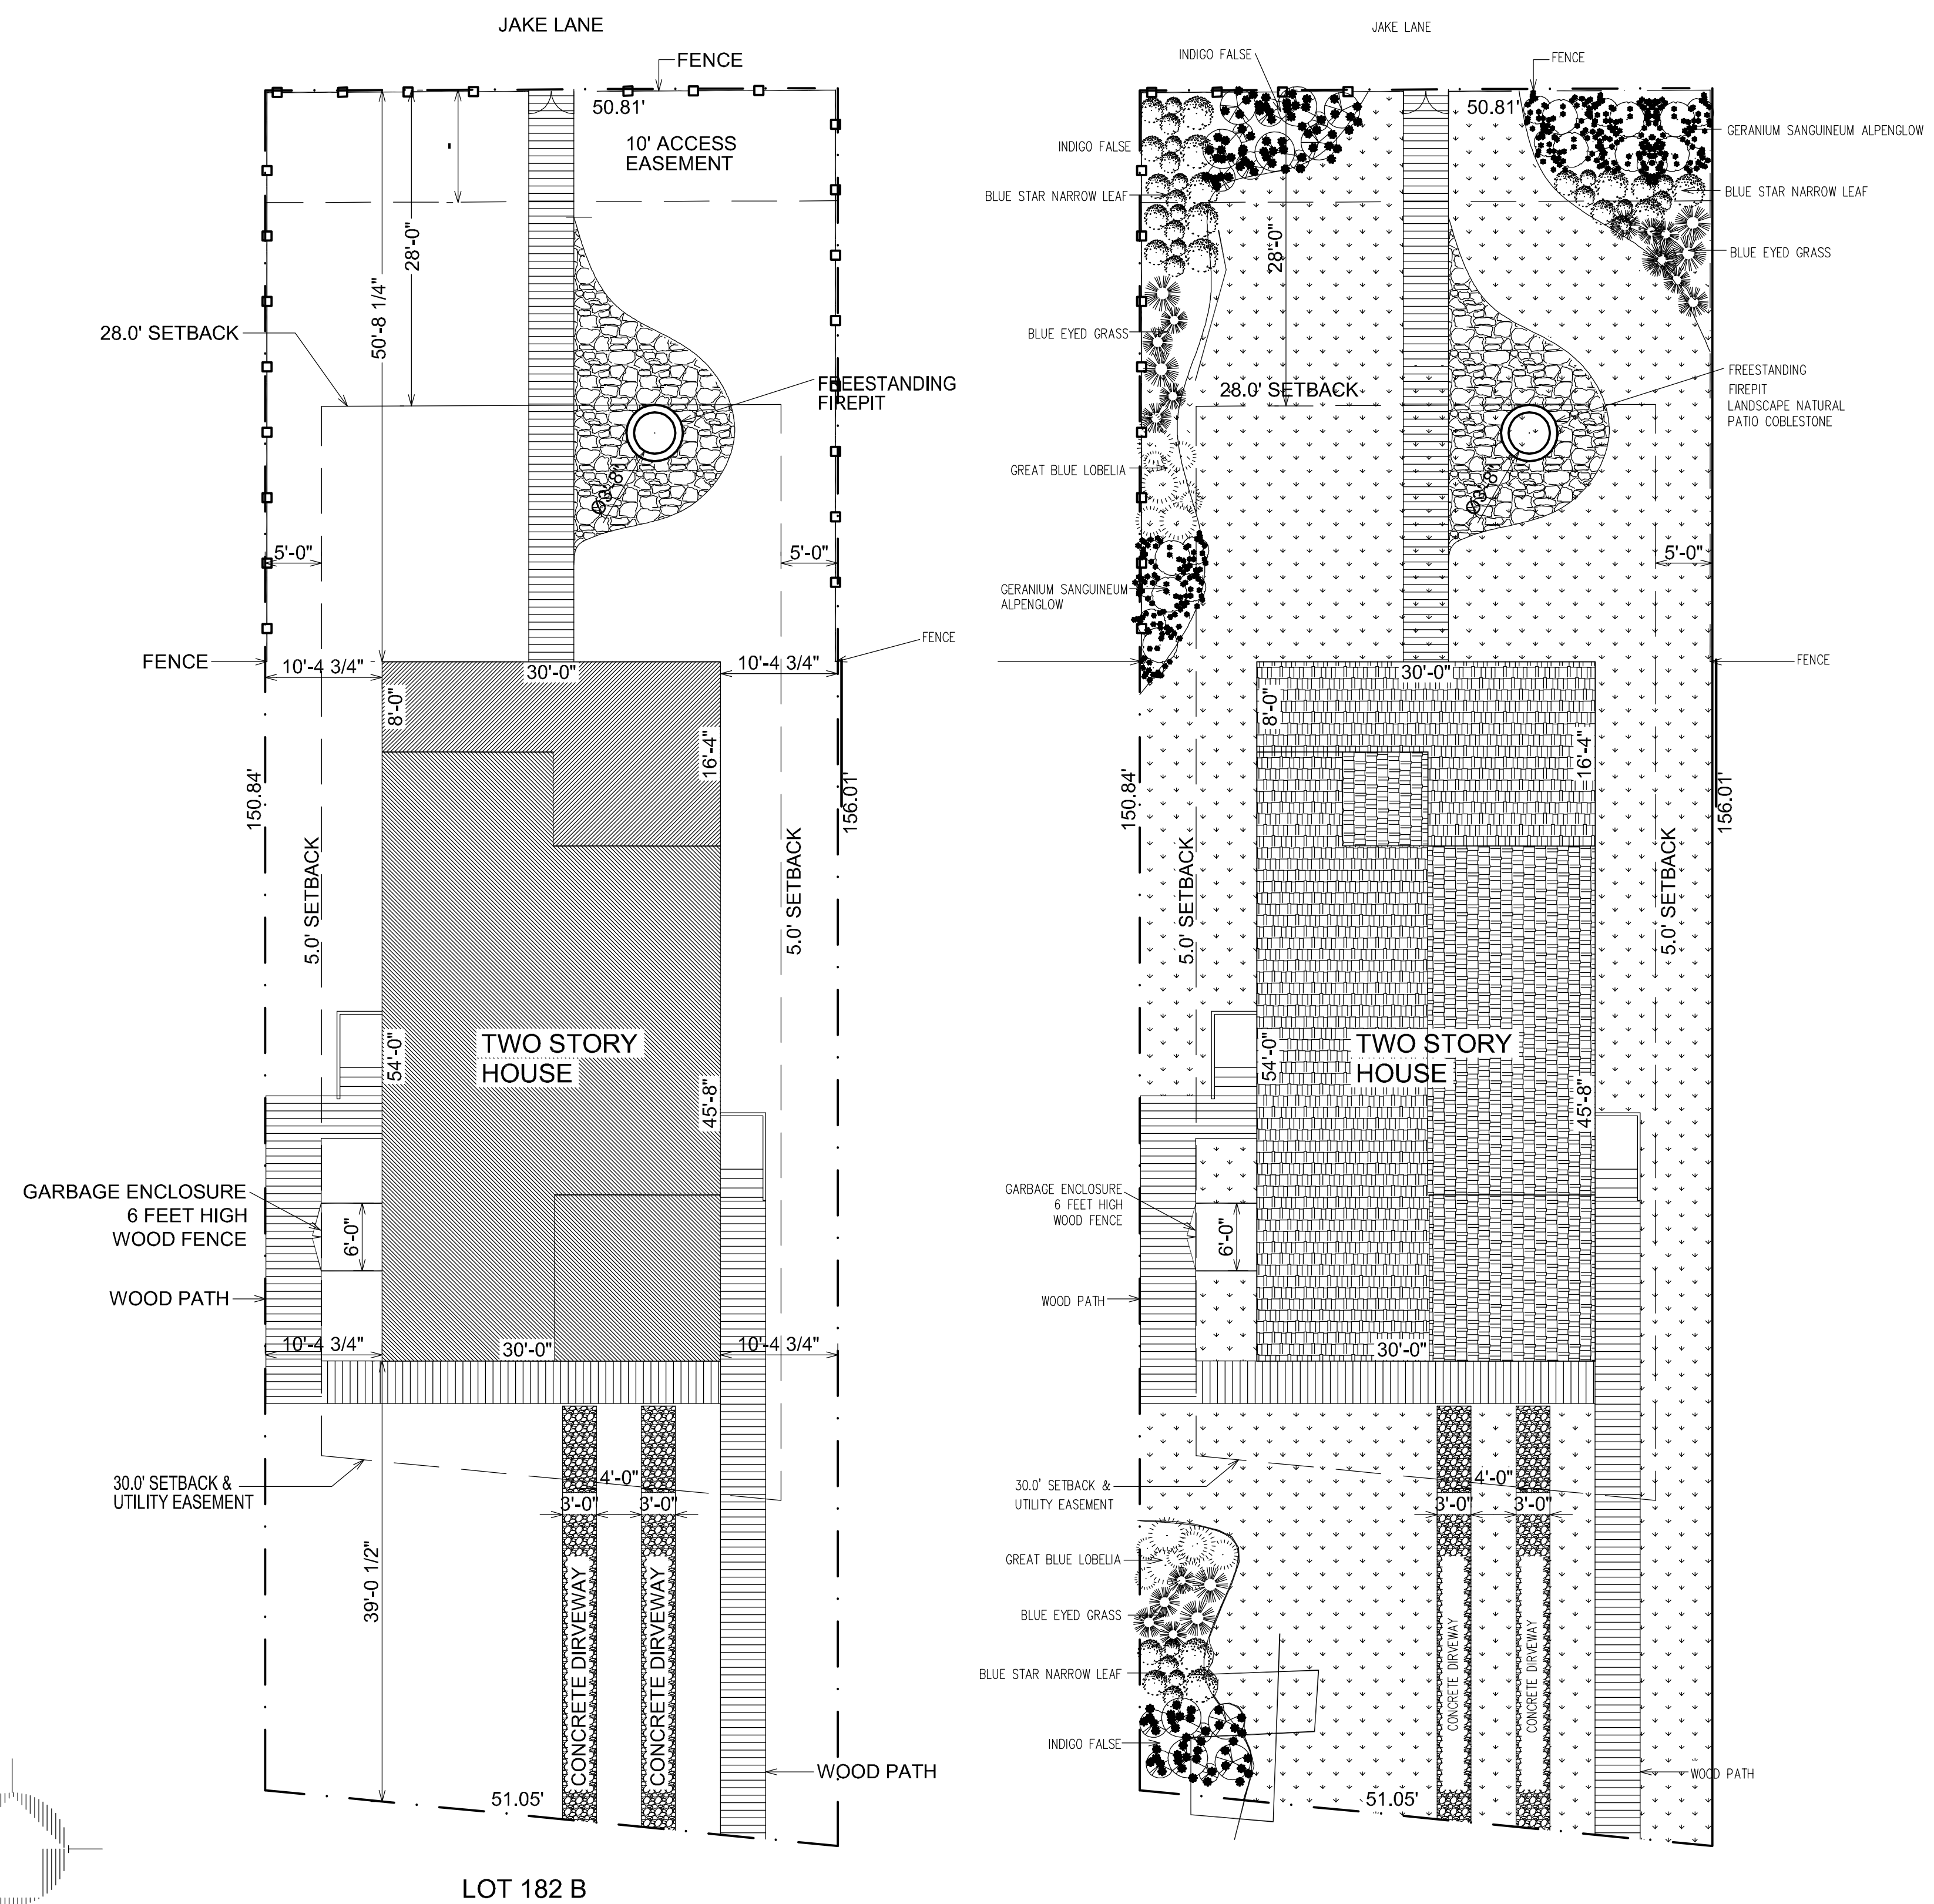 JAKE LANE
FENCE
50.81'
10' ACCESS
EASEMENT
28'-0"
50'-8 1/4"
28.0' SETBACK
FREESTANDING
FIREPIT
Ø3'-8"
5'-0"
5'-0"
FENCE
FENCE
10'-4 3/4"
30'-0"
10'-4 3/4"
8'-0"
16'-4"
150.84'
156.01'
5.0' SETBACK
5.0' SETBACK
TWO STORY
HOUSE
54'-0"
45'-8"
GARBAGE ENCLOSURE
6 FEET HIGH
WOOD FENCE
6'-0"
WOOD PATH
10'-4 3/4"
30'-0"
10'-4 3/4"
30.0' SETBACK &
UTILITY EASEMENT
4'-0"
3'-0"
3'-0"
39'-0 1/2"
CONCRETE DIRVEWAY
CONCRETE DIRVEWAY
WOOD PATH
51.05'
LOT 182 B
JAKE LANE
INDIGO FALSE
FENCE
50.81'
GERANIUM SANGUINEUM ALPENGLOW
INDIGO FALSE
BLUE STAR NARROW LEAF
BLUE STAR NARROW LEAF
28'-0"
BLUE EYED GRASS
BLUE EYED GRASS
28.0' SETBACK
FREESTANDING
FIREPIT
LANDSCAPE NATURAL
PATIO COBLESTONE
GREAT BLUE LOBELIA
Ø3'-8"
5'-0"
GERANIUM SANGUINEUM
ALPENGLOW
FENCE
30'-0"
8'-0"
16'-4"
150.84'
156.01'
5.0' SETBACK
5.0' SETBACK
TWO STORY
HOUSE
54'-0"
45'-8"
GARBAGE ENCLOSURE
6 FEET HIGH
WOOD FENCE
6'-0"
WOOD PATH
30'-0"
30.0' SETBACK &
UTILITY EASEMENT
4'-0"
3'-0"
3'-0"
GREAT BLUE LOBELIA
BLUE EYED GRASS
BLUE STAR NARROW LEAF
INDIGO FALSE
CONCRETE DIRVEWAY
CONCRETE DIRVEWAY
WOOD PATH
51.05'